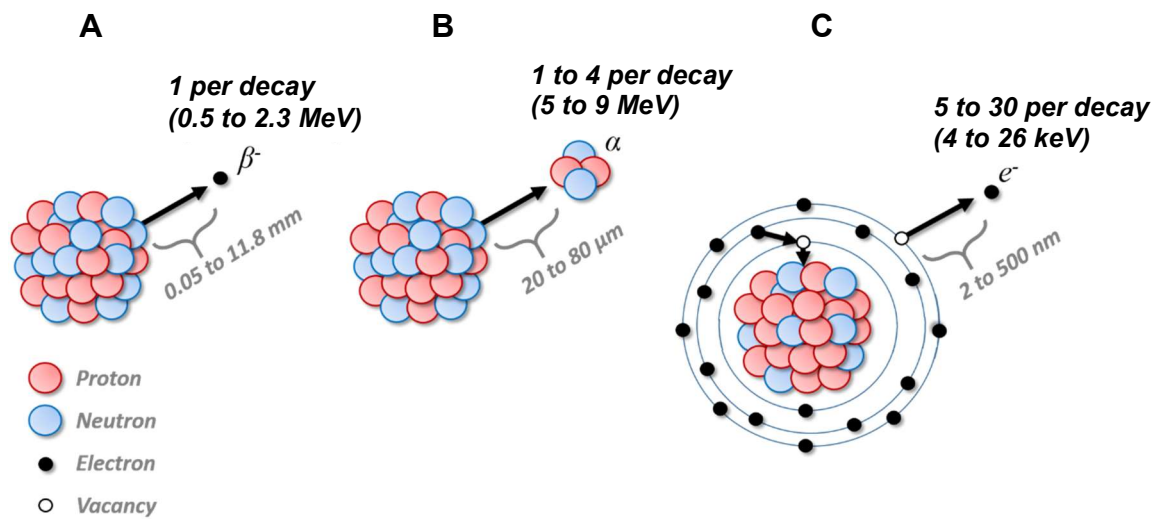 A
B
C
1 per decay
(0.5 to 2.3 MeV)
1 to 4 per decay
(5 to 9 MeV)
5 to 30 per decay
(4 to 26 keV)
β-
α
e-
0.05 to 11.8 mm
20 to 80 μm
2 to 500 nm
Proton
Neutron
Electron
Vacancy